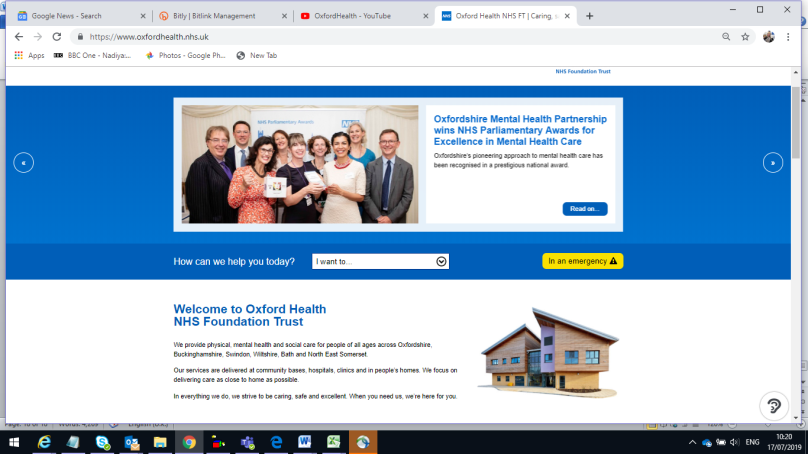 Google News - Search
Bitly | Bitlink Management
OxfordHealth - YouTube
Oxford Health NHS FT | Caring, s
https://www.oxfordhealth.nhs.uk
Apps
BBC One - Nadiya:...
Photos - Google Ph...
New Tab
NHS Foundation Trust
NHS Parliamentary Awards
NHS
Oxfordshire Mental Health Partnership
wins NHS Parliamentary Awards for
Excellence in Mental Health Care
Oxfordshire's pioneering approach to mental health care has
been recognised in a prestigious national award.
«
»
Read on...
How can we help you today?
I want to...
In an emergency
Welcome to Oxford Health
NHS Foundation Trust
We provide physical, mental health and social care for people of all ages across Oxfordshire,
Buckinghamshire, Swindon, Wiltshire, Bath and North East Somerset.
Our services are delivered at community bases, hospitals, clinics and in people's homes. We focus on
delivering care as close to home as possible.
In everything we do, we strive to be caring, safe and excellent. When you need us, we're here for you.
ENG
10:20
17/07/2019